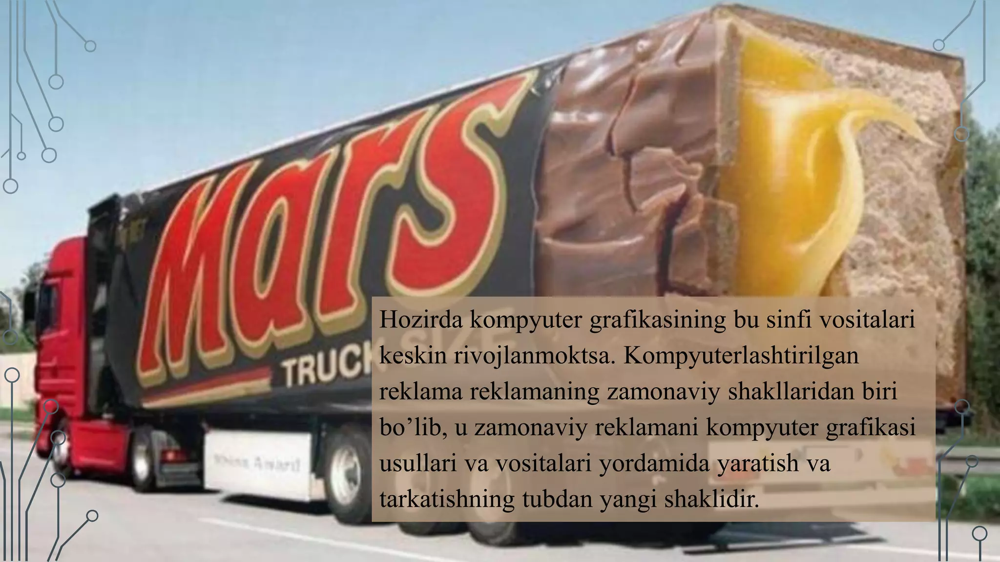 Mars
TRUCK SIZE
Hozirda kompyuter grafikasining bu sinfi vositalari
keskin rivojlanmoktsa. Kompyuterlashtirilgan
reklama reklamaning zamonaviy shakllaridan biri
bo’lib, u zamonaviy reklamani kompyuter grafikasi
usullari va vositalari yordamida yaratish va
tarkatishning tubdan yangi shaklidir.
Award